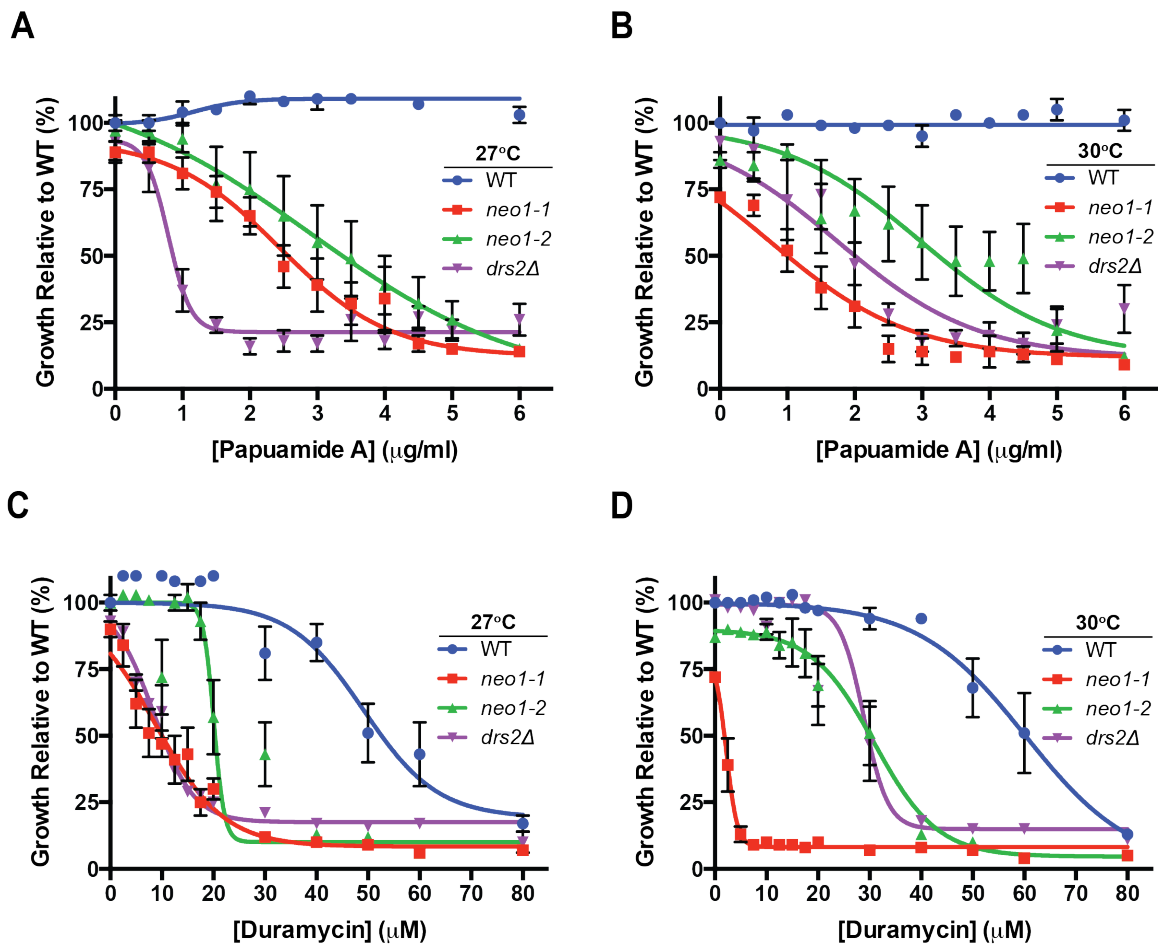 A
Growth Relative to WT (%)
100
75
50
25
0
0 1 2 3 4 5 6
[Papuamide A] (μg/ml)
27°C
WT
neo1-1
neo1-2
drs2Δ
B
Growth Relative to WT (%)
100
75
50
25
0
0 1 2 3 4 5 6
[Papuamide A] (μg/ml)
30°C
WT
neo1-1
neo1-2
drs2Δ
C
Growth Relative to WT (%)
100
75
50
25
0
0 10 20 30 40 50 60 70 80
[Duramycin] (μM)
27°C
WT
neo1-1
neo1-2
drs2Δ
D
Growth Relative to WT (%)
100
75
50
25
0
0 10 20 30 40 50 60 70 80
[Duramycin] (μM)
30°C
WT
neo1-1
neo1-2
drs2Δ